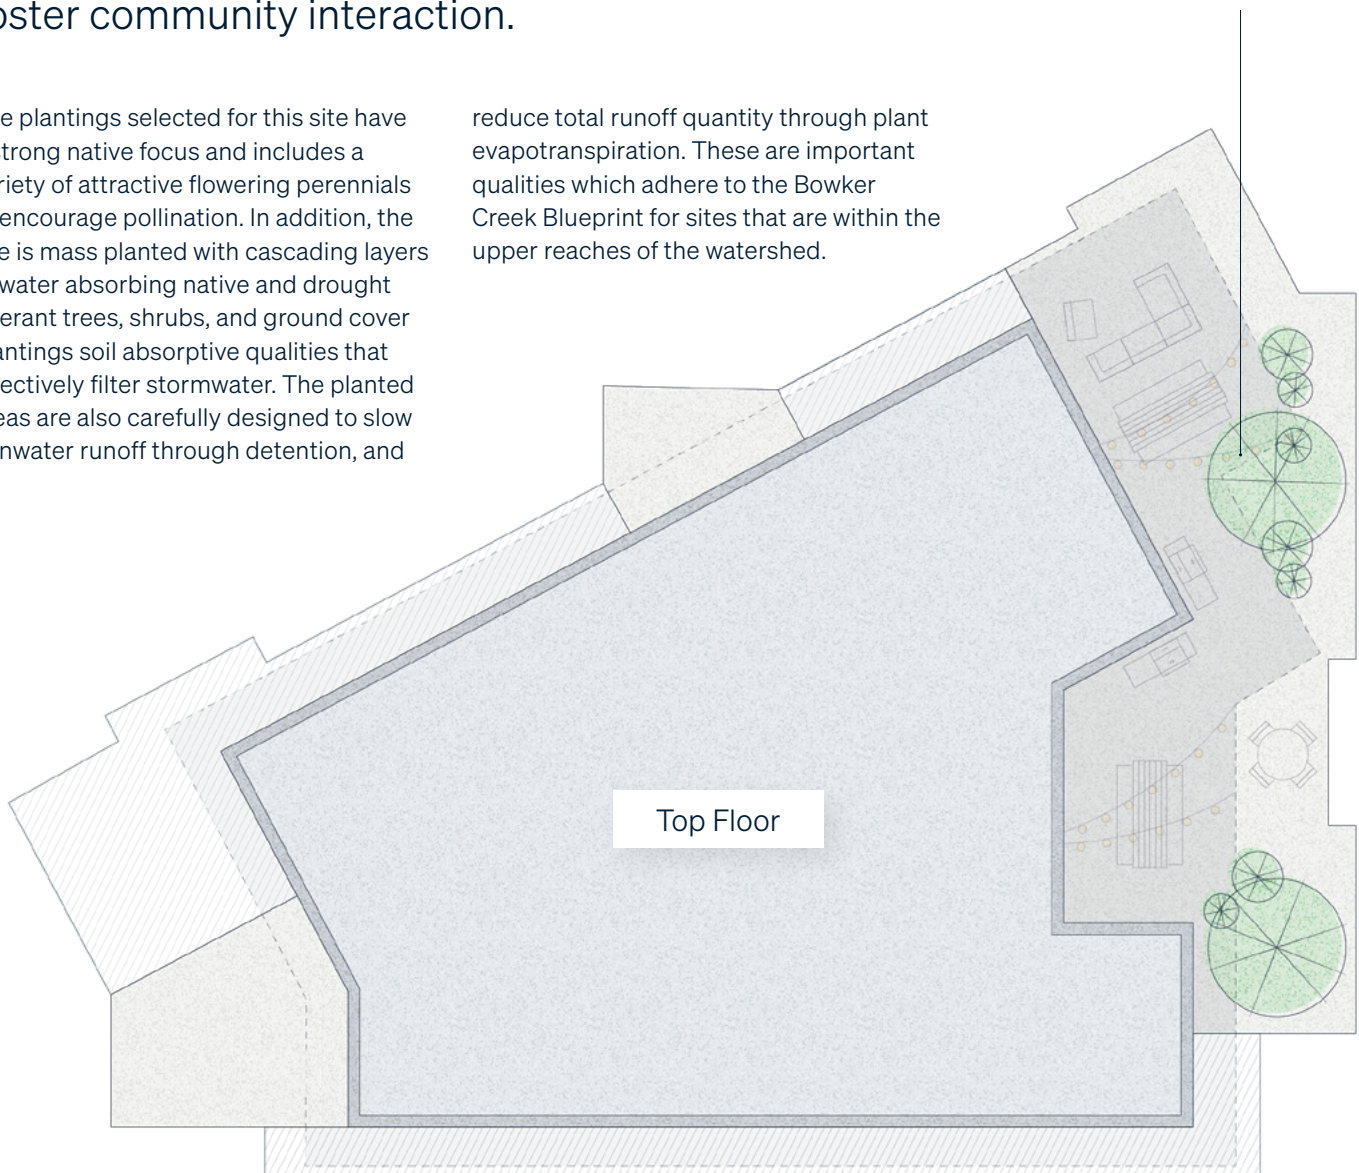 oster community interaction.
e plantings selected for this site have
strong native focus and includes a
riety of attractive flowering perennials
encourage pollination. In addition, the
e is mass planted with cascading layers
water absorbing native and drought
erant trees, shrubs, and ground cover
antings soil absorptive qualities that
ectively filter stormwater. The planted
eas are also carefully designed to slow
nwater runoff through detention, and
reduce total runoff quantity through plant
evapotranspiration. These are important
qualities which adhere to the Bowker
Creek Blueprint for sites that are within the
upper reaches of the watershed.
Top Floor